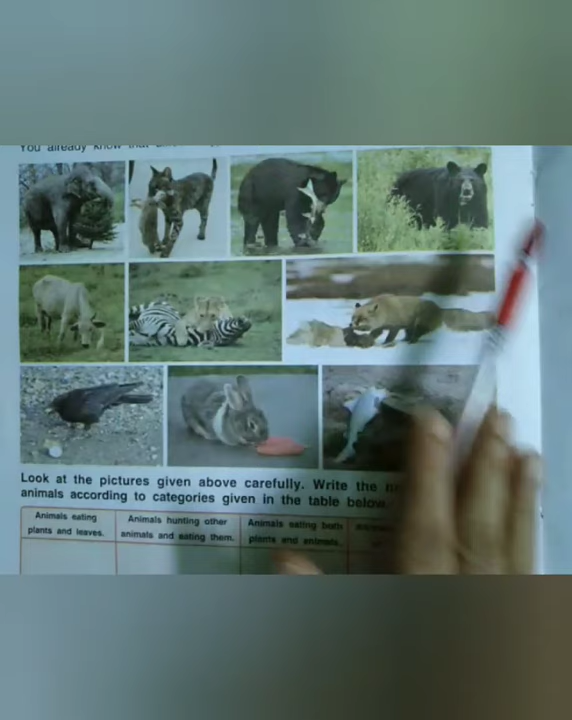 You already know that
Look at the pictures given above carefully. Write the
animals according to categories given in the table below.
Animals eating
plants and leaves.
Animals hunting other
animals and eating them.
Animals eating both
plants and animals.